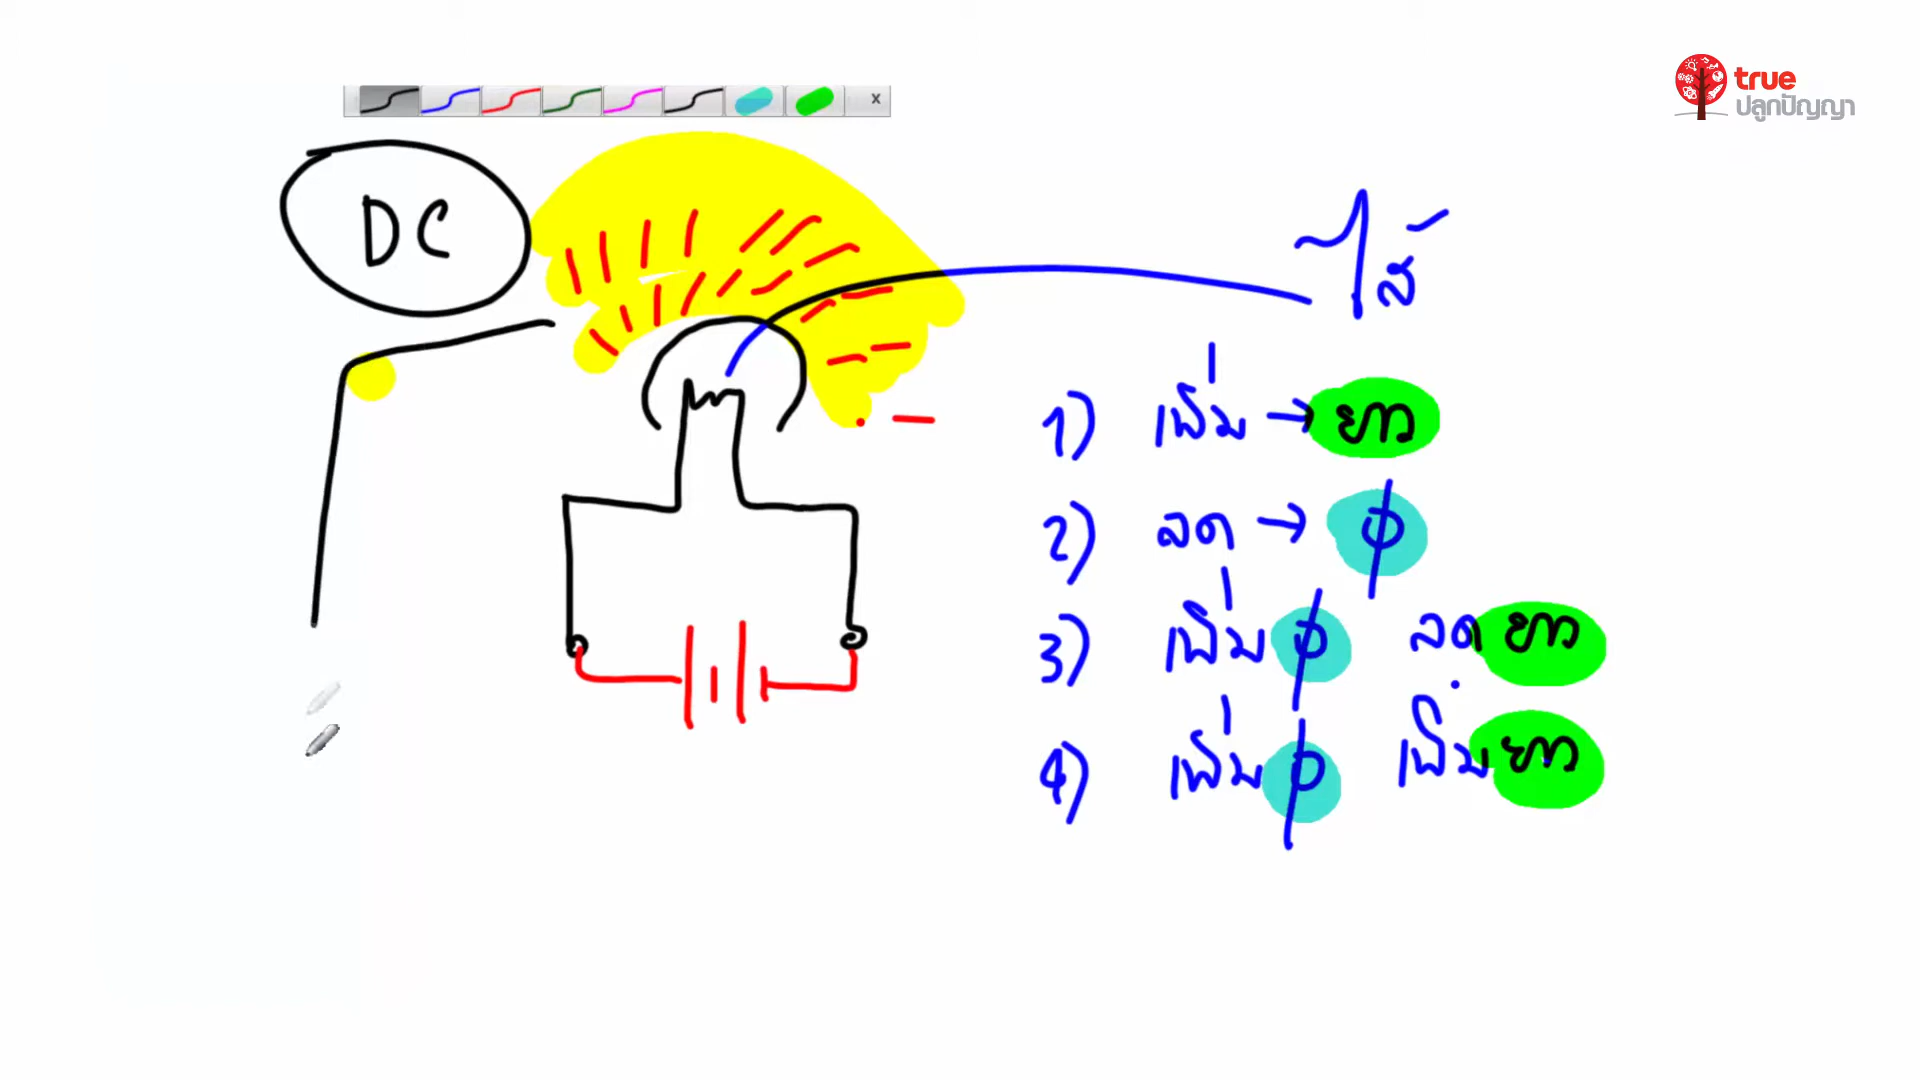 true
ปลูกปัญญา
x
DC
ไส้
1) เพิ่ม → ยาว
2) ลด → φ
3) เพิ่ม φ ลด ยาว
4) เพิ่ม φ เพิ่ม ยาว